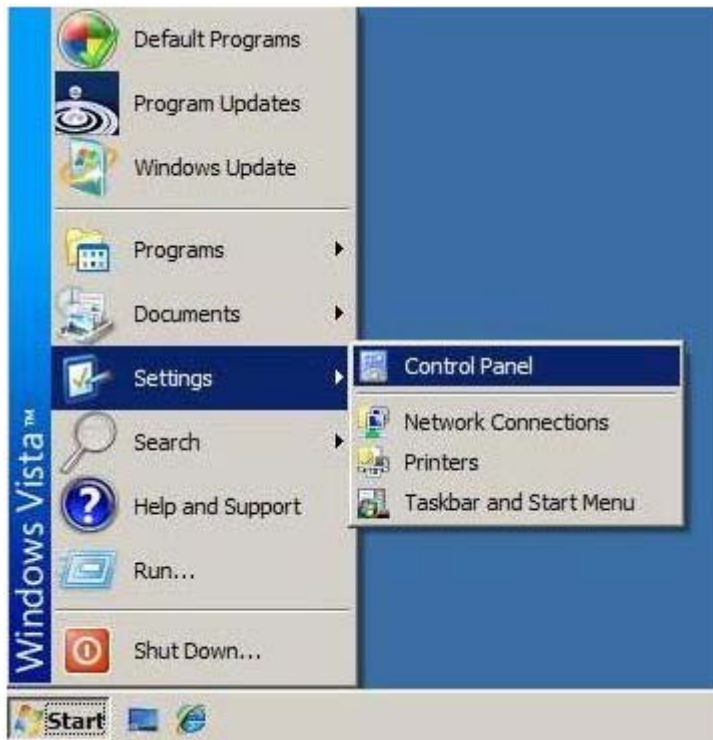 Default Programs
Program Updates
Windows Update
Programs
Documents
Settings
Search
Help and Support
Run...
Shut Down...
Control Panel
Network Connections
Printers
Taskbar and Start Menu
Windows Vista™
Start